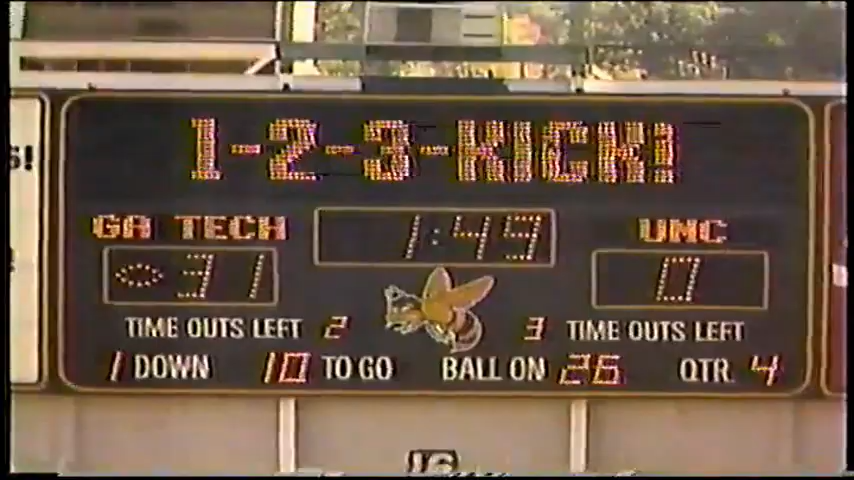 1-2-3-KICK!
GA TECH 1:49 UNC
31 0
TIME OUTS LEFT 2 3 TIME OUTS LEFT
1 DOWN 10 TO GO BALL ON 26 QTR. 4
16